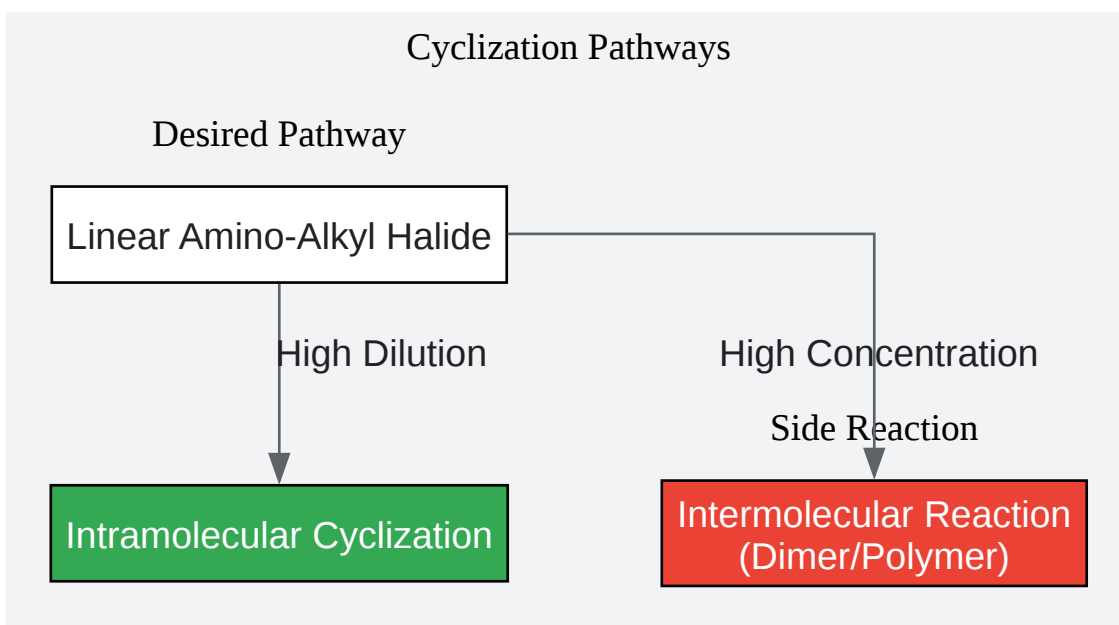 Cyclization Pathways
Desired Pathway
Linear Amino-Alkyl Halide
High Dilution
High Concentration
Side Reaction
Intramolecular Cyclization
Intermolecular Reaction
(Dimer/Polymer)